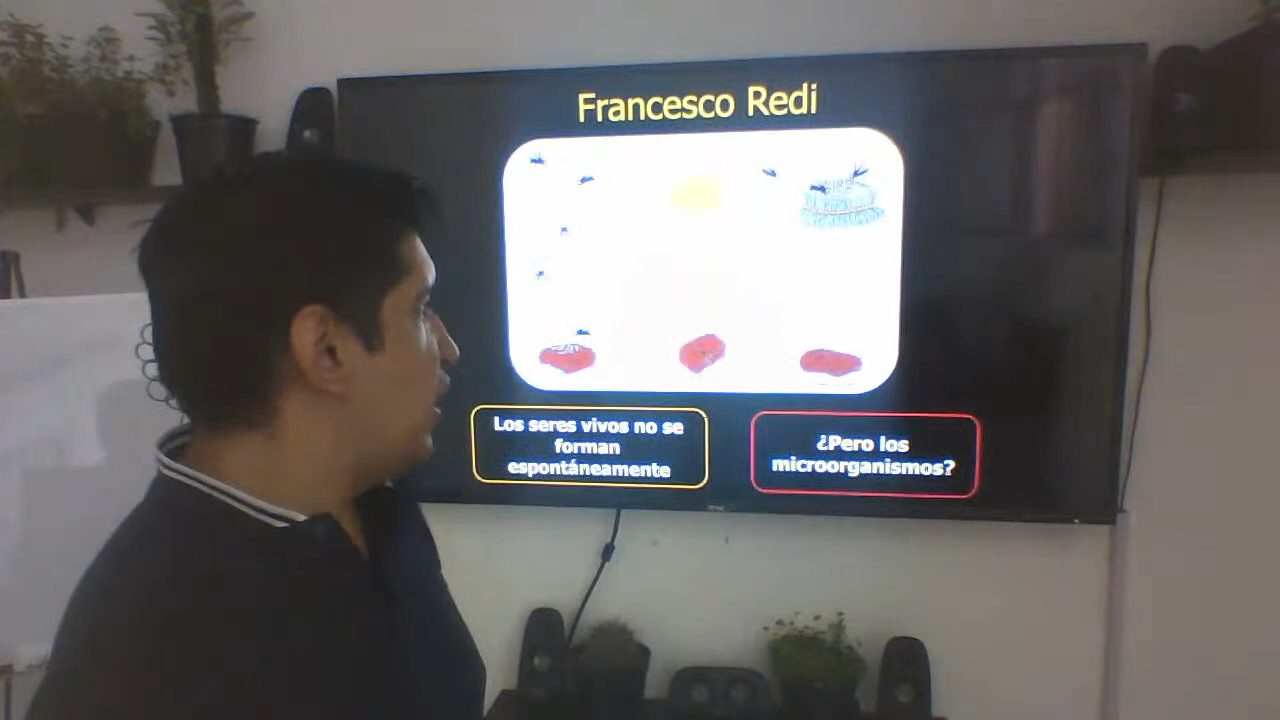 Francesco Redi
Los seres vivos no se
forman
espontáneamente
¿Pero los
microorganismos?